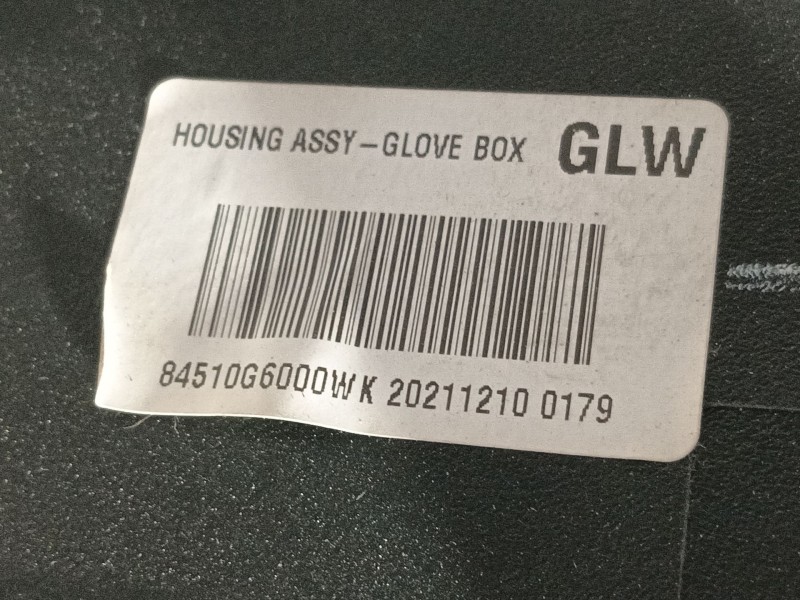 HOUSING ASSY-GLOVE BOX GLW
84510G6000WK 20211210 0179